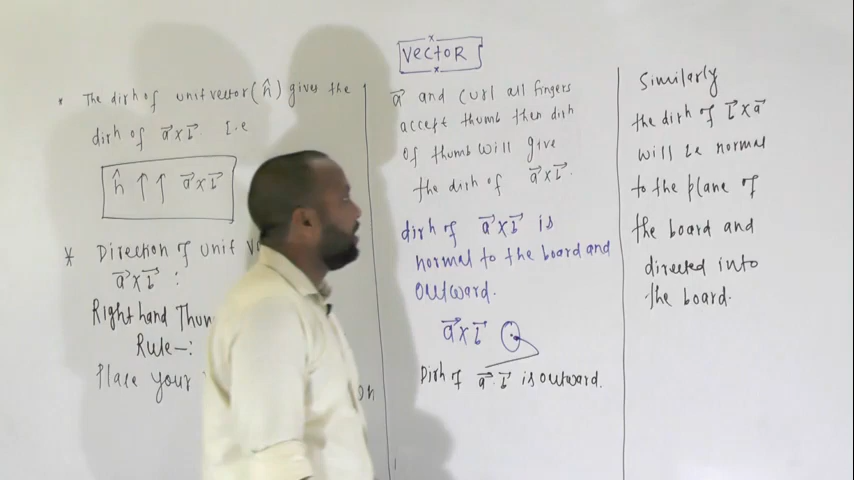 VECTOR
* The dirⁿ of unit vector (n̂) gives the
dirⁿ of a⃗×b⃗. I.e
n̂ ↑↑ a⃗×b⃗
* Direction of unit
a⃗×b⃗ :
Right hand Thum
Rule-:
Place your
on
a⃗ and curl all fingers
accept thumb then dirⁿ
of thumb will give
the dirⁿ of a⃗×b⃗.
dirⁿ of a⃗×b⃗ is
normal to the board and
outward.
a⃗×b⃗ ⊙
Dirⁿ of a⃗.b⃗ is outward.
Similarly
the dirⁿ of b⃗×a⃗
will be normal
to the plane of
the board and
directed into
the board.